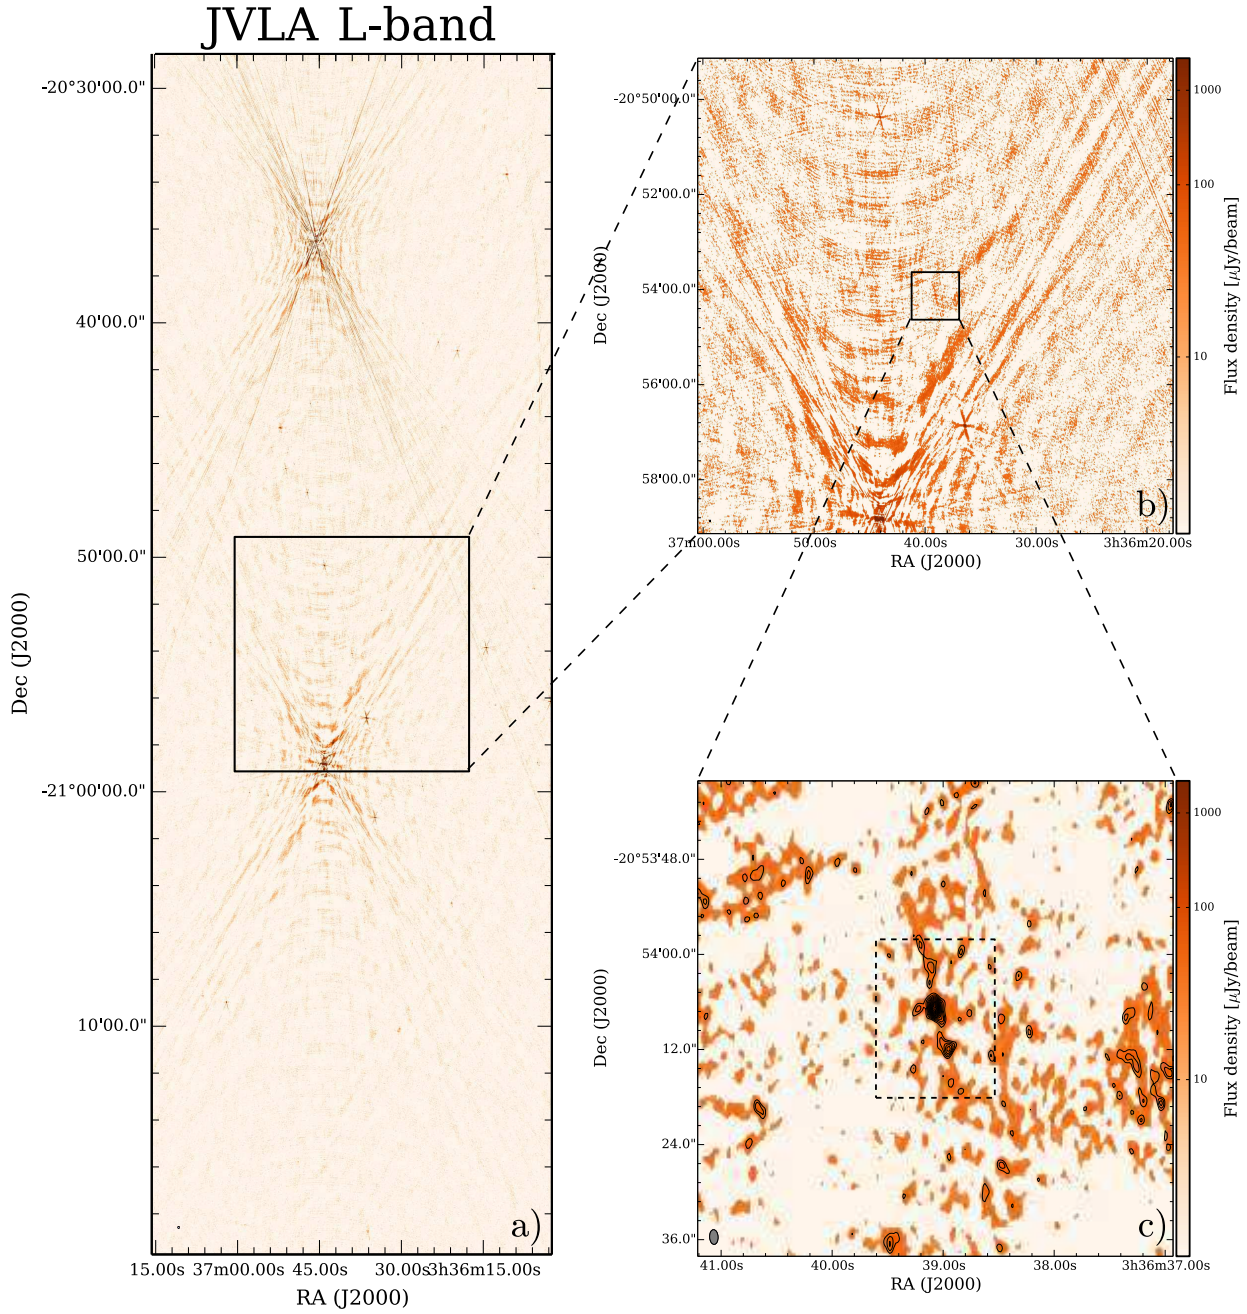 JVLA L-band
-20°30'00.0"
40'00.0"
50'00.0"
-21°00'00.0"
10'00.0"
Dec (J2000)
15.00s 37m00.00s 45.00s 30.00s 3h36m15.00s
RA (J2000)
a)
-20°50'00.0"
52'00.0"
54'00.0"
56'00.0"
58'00.0"
Dec (J2000)
37m00.00s 50.00s 40.00s 30.00s 3h36m20.00s
RA (J2000)
b)
1000
100
10
Flux density [μJy/beam]
-20°53'48.0"
54'00.0"
12.0"
24.0"
36.0"
Dec (J2000)
41.00s 40.00s 39.00s 38.00s 3h36m37.00s
RA (J2000)
c)
1000
100
10
Flux density [μJy/beam]